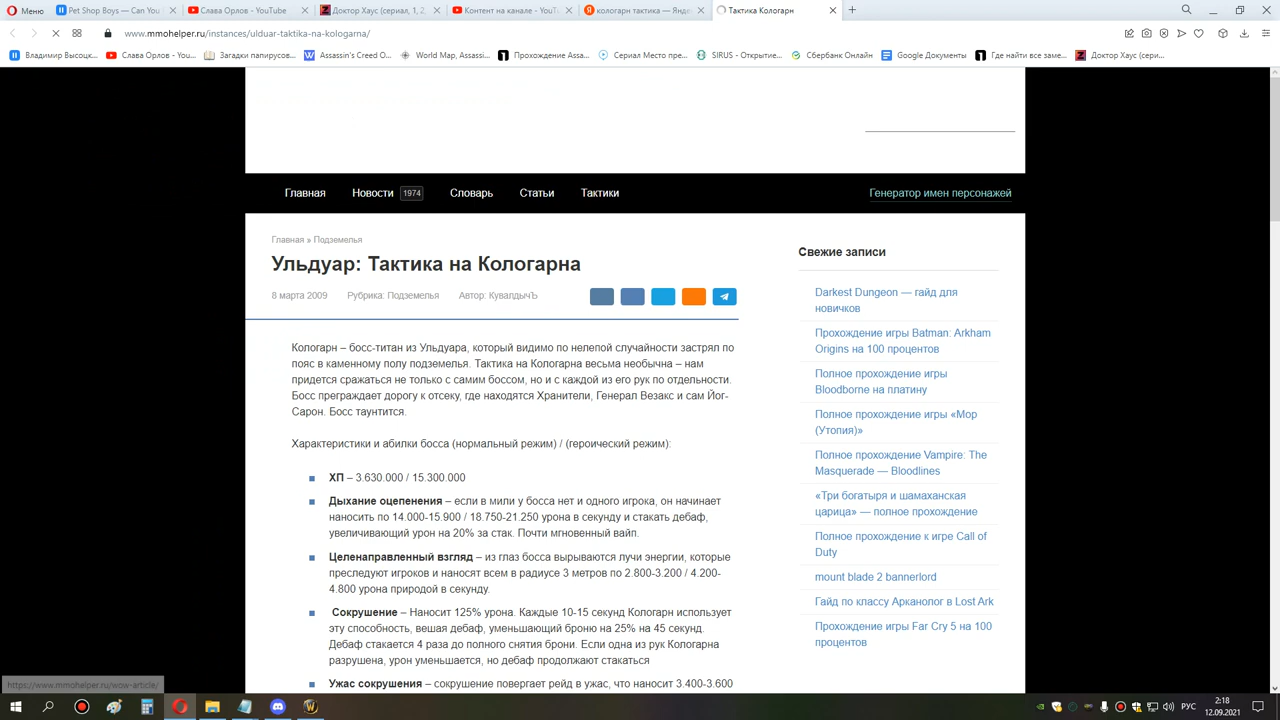 Меню
Pet Shop Boys — Can You
Слава Орлов – YouTube
Доктор Хаус (сериал, 1, 2,
Контент на канале - YouTu
кологарн тактика — Яндек
Тактика Кологарн
www.mmohelper.ru/instances/ulduar-taktika-na-kologarna/
Владимир Высоцк...
Слава Орлов - YouTu...
Загадки папирусов...
Assassin's Creed O...
World Map, Assassi...
Прохождение Assa...
Сериал Место пре...
SIRUS - Открытие...
Сбербанк Онлайн
Google Документы
Где найти все заме...
Доктор Хаус (сери...
Главная
Новости 1974
Словарь
Статьи
Тактики
Генератор имен персонажей
Главная » Подземелья
Ульдуар: Тактика на Кологарна
8 марта 2009 Рубрика: Подземелья Автор: КувалдычЪ
Кологарн – босс-титан из Ульдуара, который видимо по нелепой случайности застрял по
пояс в каменному полу подземелья. Тактика на Кологарна весьма необычна – нам
придется сражаться не только с самим боссом, но и с каждой из его рук по отдельности.
Босс преграждает дорогу к отсеку, где находятся Хранители, Генерал Везакс и сам Йог-
Сарон. Босс таунтится.
Характеристики и абилки босса (нормальный режим) / (героический режим):
ХП – 3.630.000 / 15.300.000
Дыхание оцепенения – если в мили у босса нет и одного игрока, он начинает
наносить по 14.000-15.900 / 18.750-21.250 урона в секунду и стакать дебаф,
увеличивающий урон на 20% за стак. Почти мгновенный вайп.
Целенаправленный взгляд – из глаз босса вырываются лучи энергии, которые
преследуют игроков и наносят всем в радиусе 3 метров по 2.800-3.200 / 4.200-
4.800 урона природой в секунду.
Сокрушение – Наносит 125% урона. Каждые 10-15 секунд Кологарн использует
эту способность, вешая дебаф, уменьшающий броню на 25% на 45 секунд.
Дебаф стакается 4 раза до полного снятия брони. Если одна из рук Кологарна
разрушена, урон уменьшается, но дебаф продолжают стакаться
Ужас сокрушения – сокрушение повергает рейд в ужас, что наносит 3.400-3.600
Свежие записи
Darkest Dungeon — гайд для
новичков
Прохождение игры Batman: Arkham
Origins на 100 процентов
Полное прохождение игры
Bloodborne на платину
Полное прохождение игры «Мор
(Утопия)»
Полное прохождение Vampire: The
Masquerade — Bloodlines
«Три богатыря и шамаханская
царица» — полное прохождение
Полное прохождение к игре Call of
Duty
mount blade 2 bannerlord
Гайд по классу Арканолог в Lost Ark
Прохождение игры Far Cry 5 на 100
процентов
https://www.mmohelper.ru/wow-article/
РУС
2:18
12.09.2021